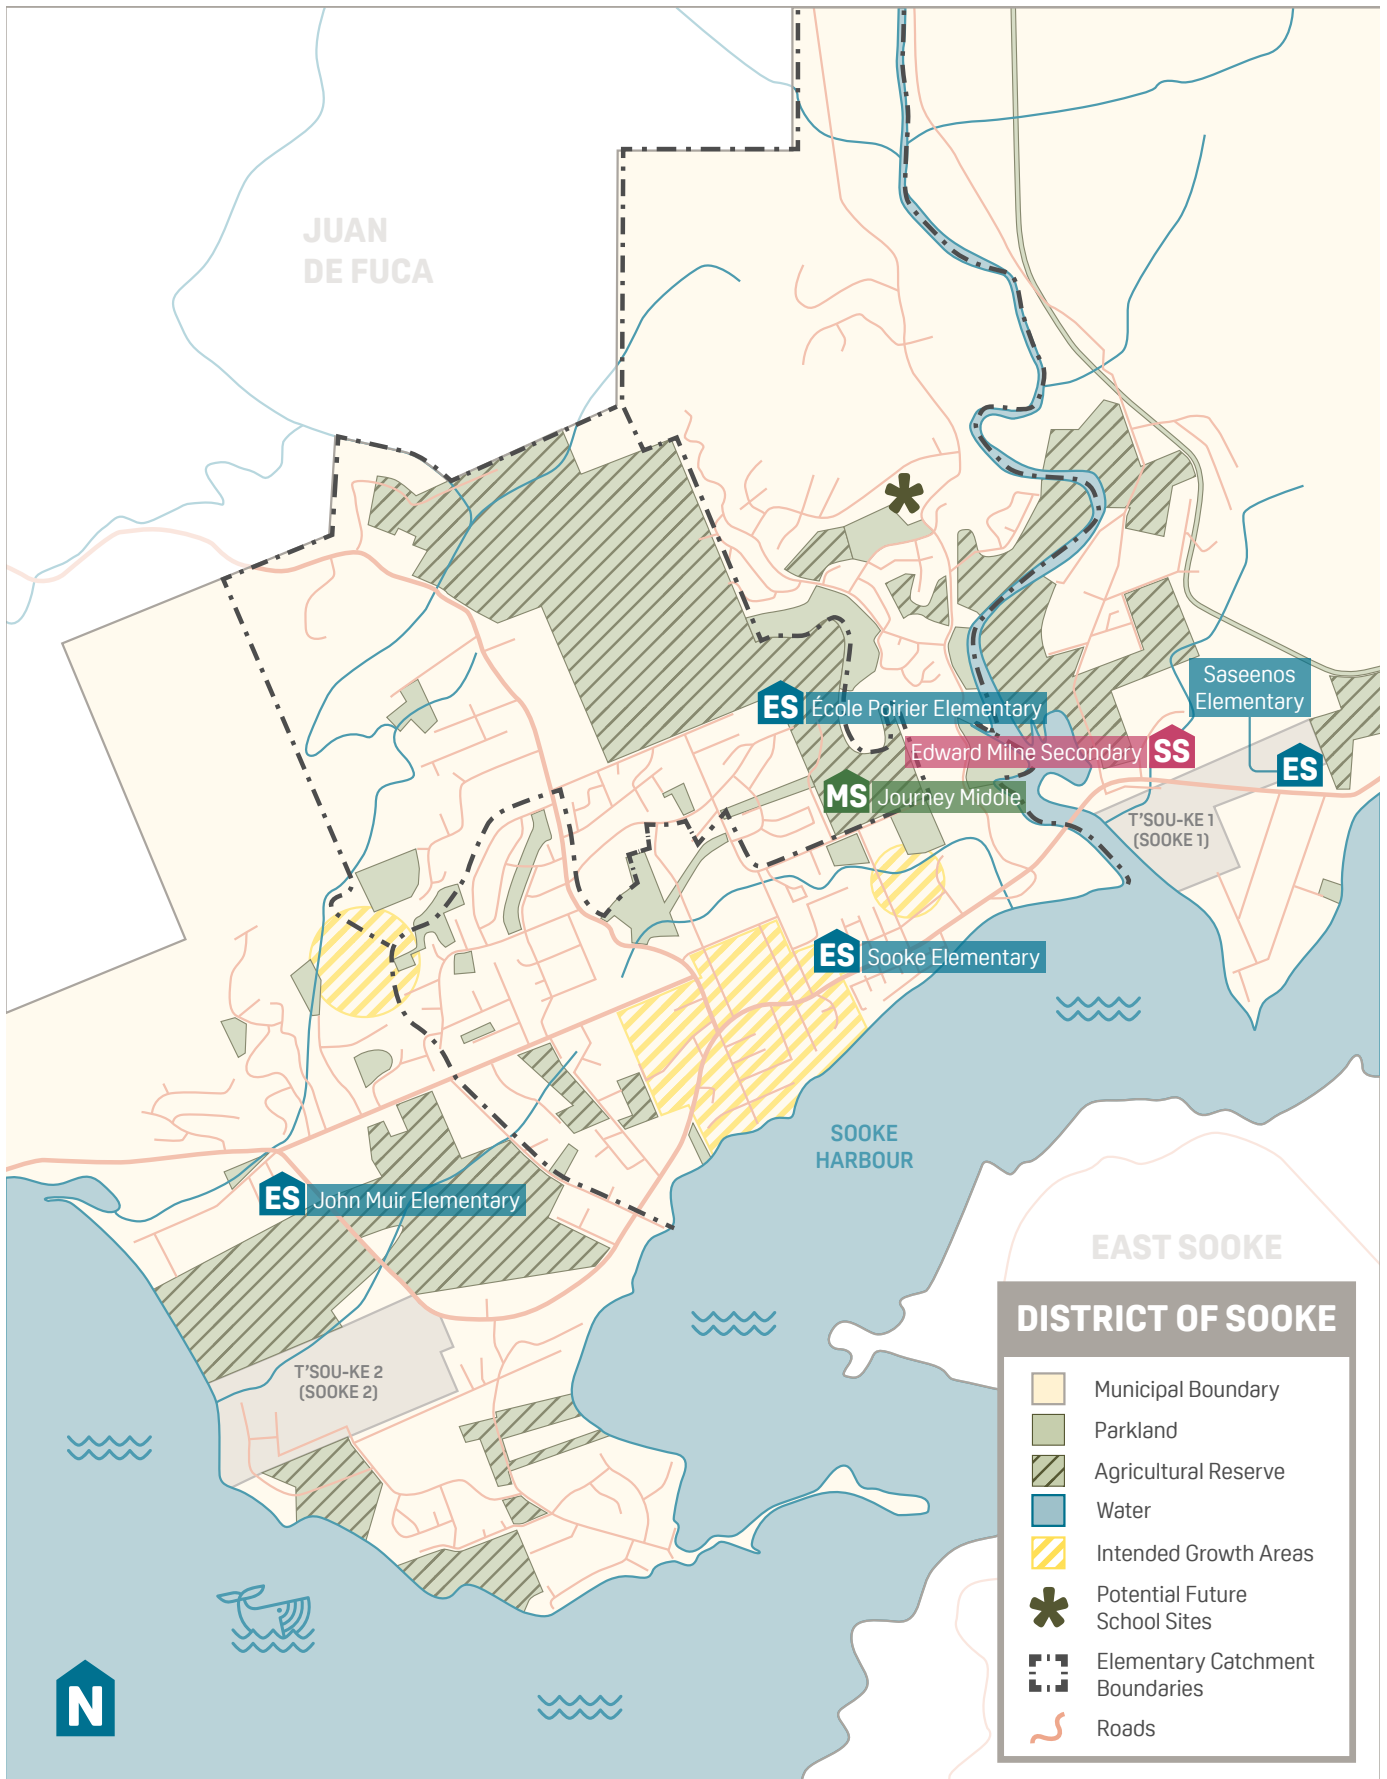 JUAN
DE FUCA
Saseenos
Elementary
ES École Poirier Elementary
Edward Milne Secondary SS
ES
MS Journey Middle
T'SOU-KE 1
(SOOKE 1)
ES Sooke Elementary
SOOKE
HARBOUR
ES John Muir Elementary
EAST SOOKE
T'SOU-KE 2
(SOOKE 2)
N
DISTRICT OF SOOKE
Municipal Boundary
Parkland
Agricultural Reserve
Water
Intended Growth Areas
Potential Future
School Sites
Elementary Catchment
Boundaries
Roads